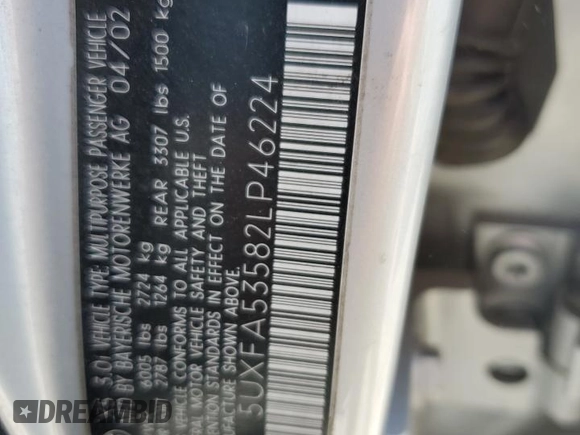 3.0I VEHICLE TYPE: MULTIPURPOSE PASSENGER VEHICLE
BY BAYERISCHE MOTORENWERKE AG 04/02
6005 lbs 2724 kg
2787 lbs 1264 kg REAR 3307 lbs 1500 kg
VEHICLE CONFORMS TO ALL APPLICABLE U.S.
MOTOR VEHICLE SAFETY AND THEFT
STANDARDS IN EFFECT ON THE DATE OF
SHOWN ABOVE.
5UXFA53582LP46224
DREAMBID